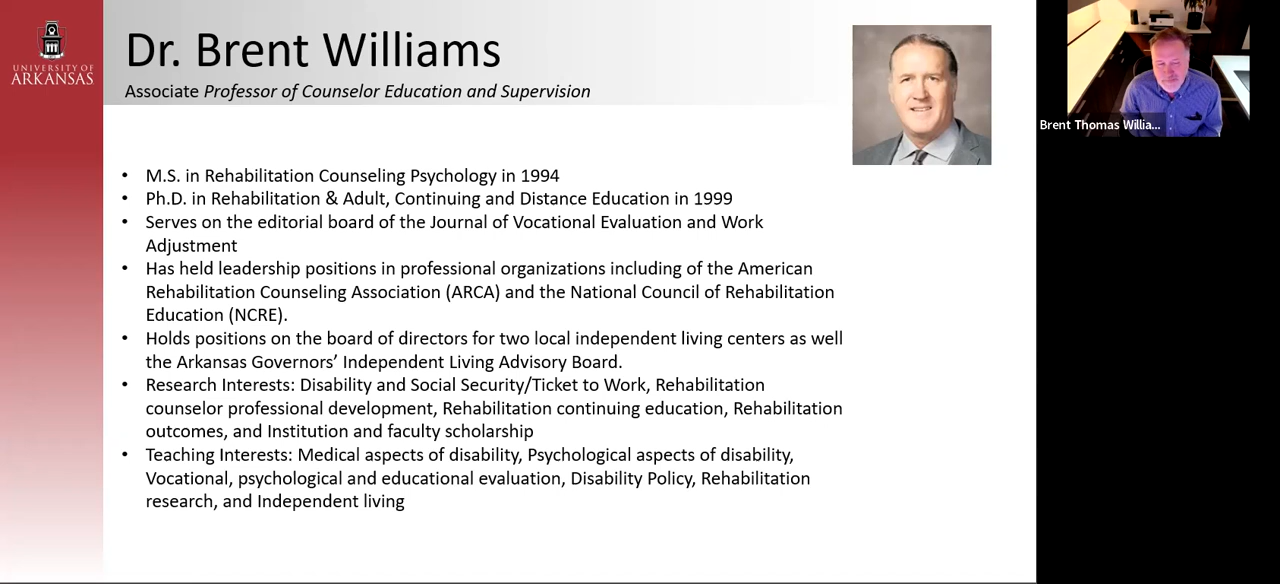 UNIVERSITY OF
ARKANSAS
Dr. Brent Williams
Associate Professor of Counselor Education and Supervision
• M.S. in Rehabilitation Counseling Psychology in 1994
• Ph.D. in Rehabilitation & Adult, Continuing and Distance Education in 1999
• Serves on the editorial board of the Journal of Vocational Evaluation and Work
Adjustment
• Has held leadership positions in professional organizations including of the American
Rehabilitation Counseling Association (ARCA) and the National Council of Rehabilitation
Education (NCRE).
• Holds positions on the board of directors for two local independent living centers as well
the Arkansas Governors’ Independent Living Advisory Board.
• Research Interests: Disability and Social Security/Ticket to Work, Rehabilitation
counselor professional development, Rehabilitation continuing education, Rehabilitation
outcomes, and Institution and faculty scholarship
• Teaching Interests: Medical aspects of disability, Psychological aspects of disability,
Vocational, psychological and educational evaluation, Disability Policy, Rehabilitation
research, and Independent living
Brent Thomas Willia...